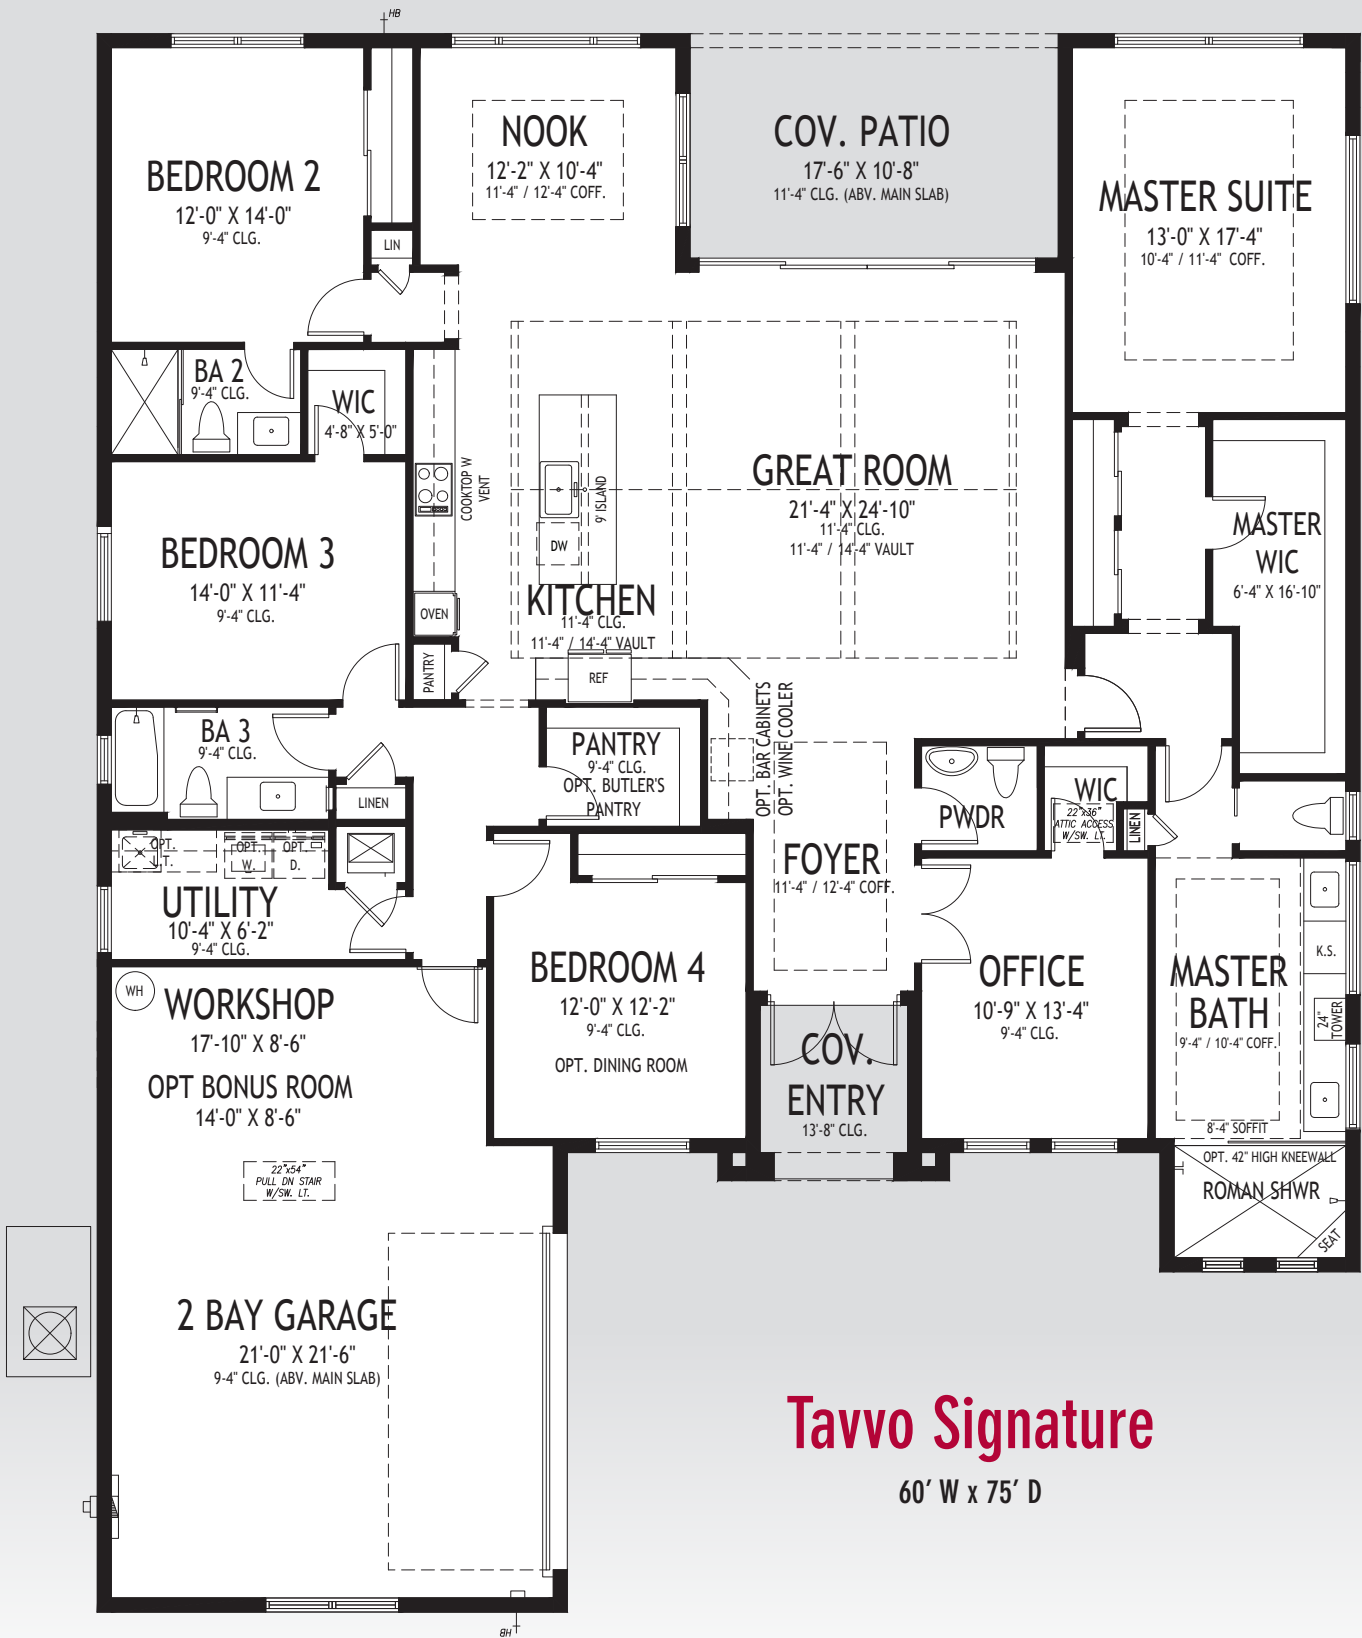 HB
BEDROOM 2
12'-0" X 14'-0"
9'-4" CLG.
LIN
NOOK
12'-2" X 10'-4"
11'-4" / 12'-4" COFF.
COV. PATIO
17'-6" X 10'-8"
11'-4" CLG. (ABV. MAIN SLAB)
MASTER SUITE
13'-0" X 17'-4"
10'-4" / 11'-4" COFF.
BA 2
9'-4" CLG.
WIC
4'-8" X 5'-0"
COOKTOP W
VENT
9' ISLAND
DW
OVEN
GREAT ROOM
21'-4" X 24'-10"
11'-4" CLG.
11'-4" / 14'-4" VAULT
MASTER
WIC
6'-4" X 16'-10"
BEDROOM 3
14'-0" X 11'-4"
9'-4" CLG.
KITCHEN
11'-4" CLG.
11'-4" / 14'-4" VAULT
PANTRY
REF
OPT. BAR CABINETS
OPT. WINE COOLER
BA 3
9'-4" CLG.
LINEN
PANTRY
9'-4" CLG.
OPT. BUTLER'S
PANTRY
PWDR
WIC
22"x36"
ATTIC ACCESS
W/SW. LT.
LINEN
OPT.
L.T.
OPT.
W.
OPT.
D.
UTILITY
10'-4" X 6'-2"
9'-4" CLG.
FOYER
11'-4" / 12'-4" COFF.
BEDROOM 4
12'-0" X 12'-2"
9'-4" CLG.
OPT. DINING ROOM
OFFICE
10'-9" X 13'-4"
9'-4" CLG.
MASTER
BATH
9'-4" / 10'-4" COFF.
K.S.
24"
TOWER
8'-4" SOFFIT
OPT. 42" HIGH KNEEWALL
ROMAN SHWR
SEAT
WH
WORKSHOP
17'-10" X 8'-6"
OPT BONUS ROOM
14'-0" X 8'-6"
COV.
ENTRY
13'-8" CLG.
22"x54"
PULL DN STAIR
W/SW. LT.
2 BAY GARAGE
21'-0" X 21'-6"
9-4" CLG. (ABV. MAIN SLAB)
Tavvo Signature
60' W x 75' D
HB